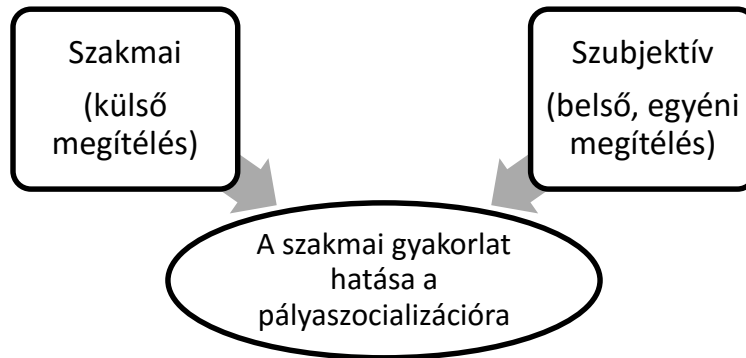 Szakmai
(külső
megítélés)
Szubjektív
(belső, egyéni
megítélés)
A szakmai gyakorlat
hatása a
pályaszocializációra